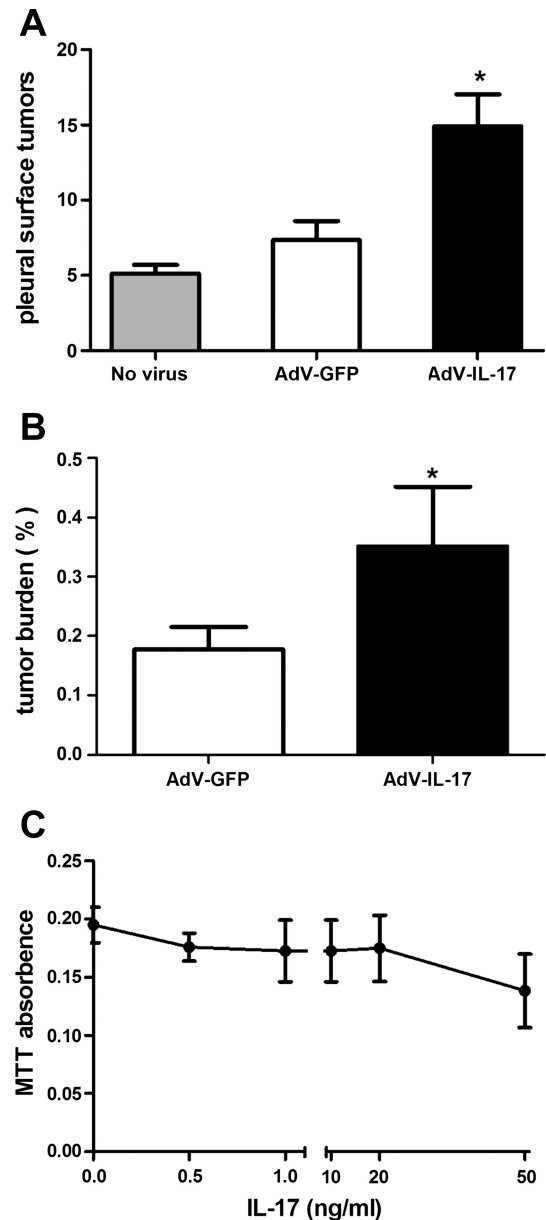 A
pleural surface tumors
20
15
10
5
0
*
No virus AdV-GFP AdV-IL-17
B
tumor burden ( % )
0.5
0.4
0.3
0.2
0.1
0.0
*
AdV-GFP AdV-IL-17
C
MTT absorbence
0.25
0.20
0.15
0.10
0.05
0.00
0.0 0.5 1.0 10 20 50
IL-17 (ng/ml)